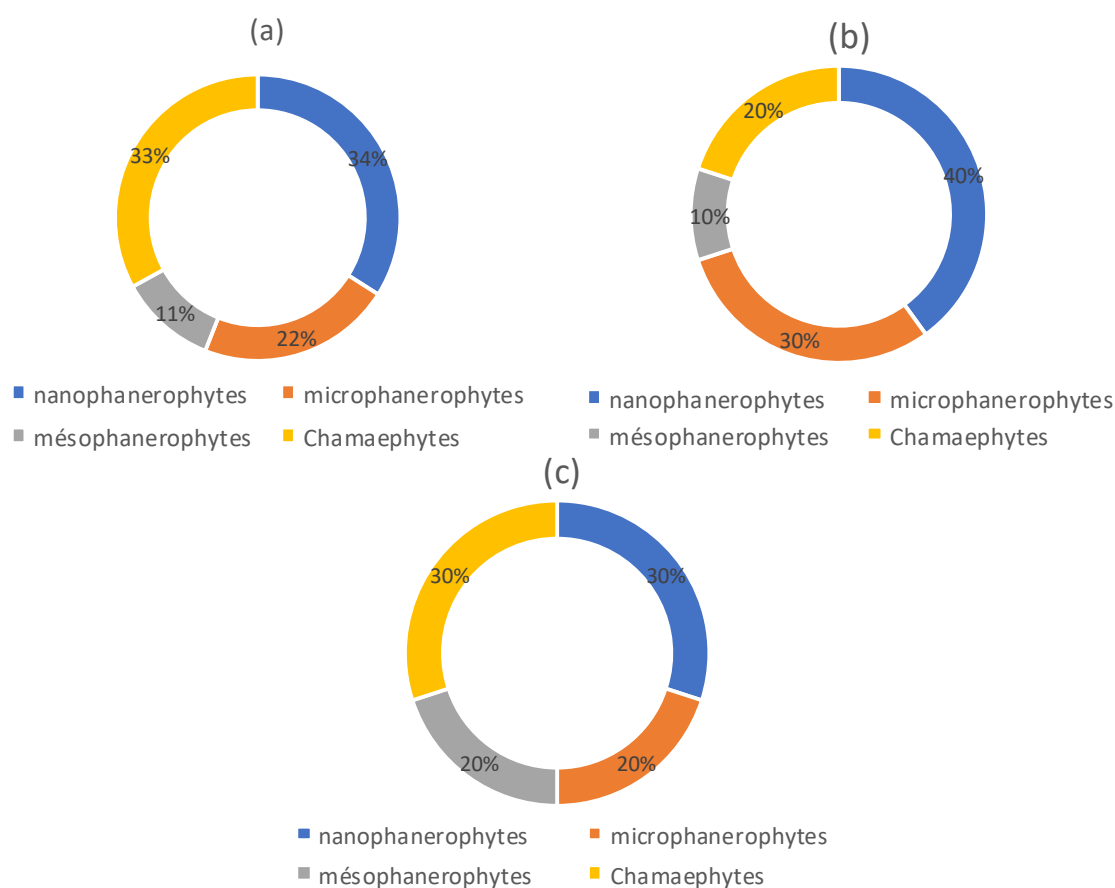 (a)
33%
34%
11%
22%
nanophanerophytes microphanerophytes
mésophanerophytes Chamaephytes
(b)
20%
40%
10%
30%
nanophanerophytes microphanerophytes
mésophanerophytes Chamaephytes
(c)
30%
30%
20%
20%
nanophanerophytes microphanerophytes
mésophanerophytes Chamaephytes